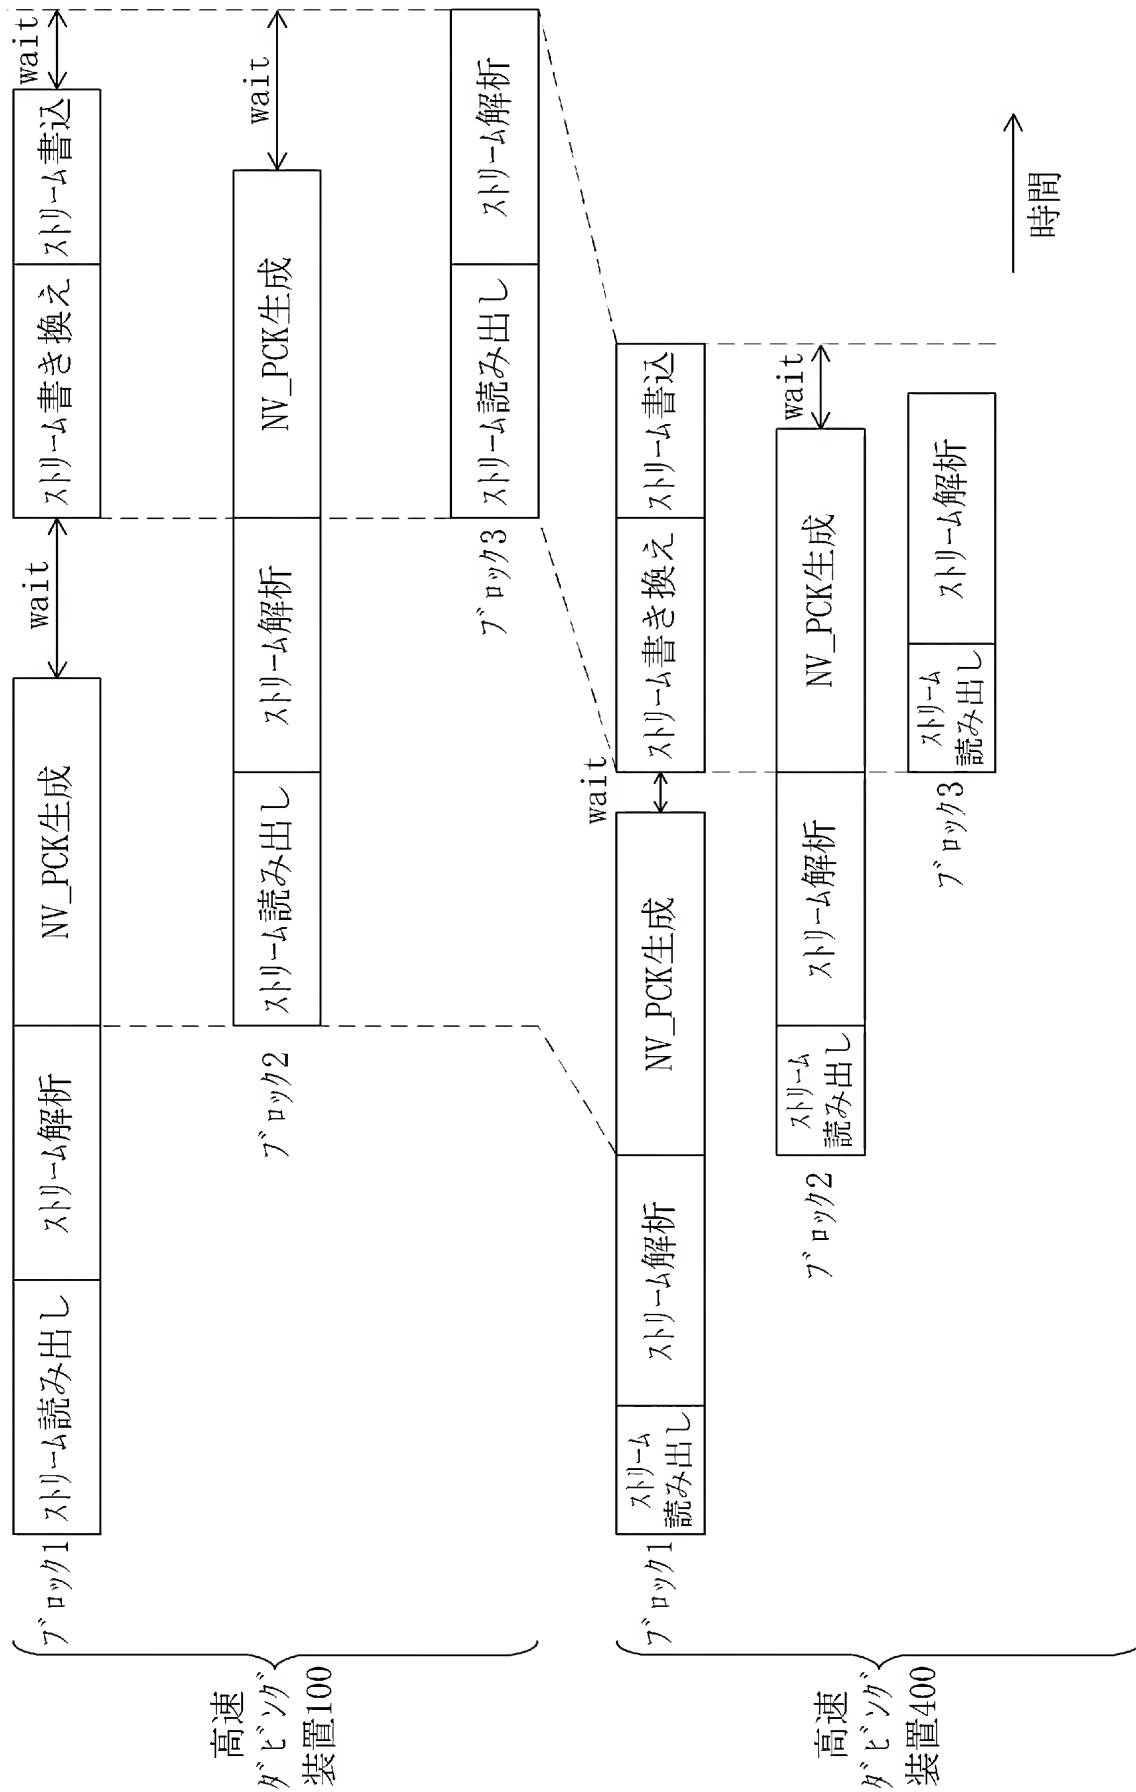 高速
ダビング
装置100
ブロック1
ストリーム読み出し
ストリーム解析
NV_PCK生成
wait
ストリーム書き換え
ストリーム書込
wait
ブロック2
ストリーム読み出し
ストリーム解析
NV_PCK生成
wait
ブロック3
ストリーム読み出し
ストリーム解析
高速
ダビング
装置400
ブロック1
ストリーム
読み出し
ストリーム解析
NV_PCK生成
wait
ストリーム書き換え
ストリーム書込
ブロック2
ストリーム
読み出し
ストリーム解析
NV_PCK生成
wait
ブロック3
ストリーム
読み出し
ストリーム解析
時間